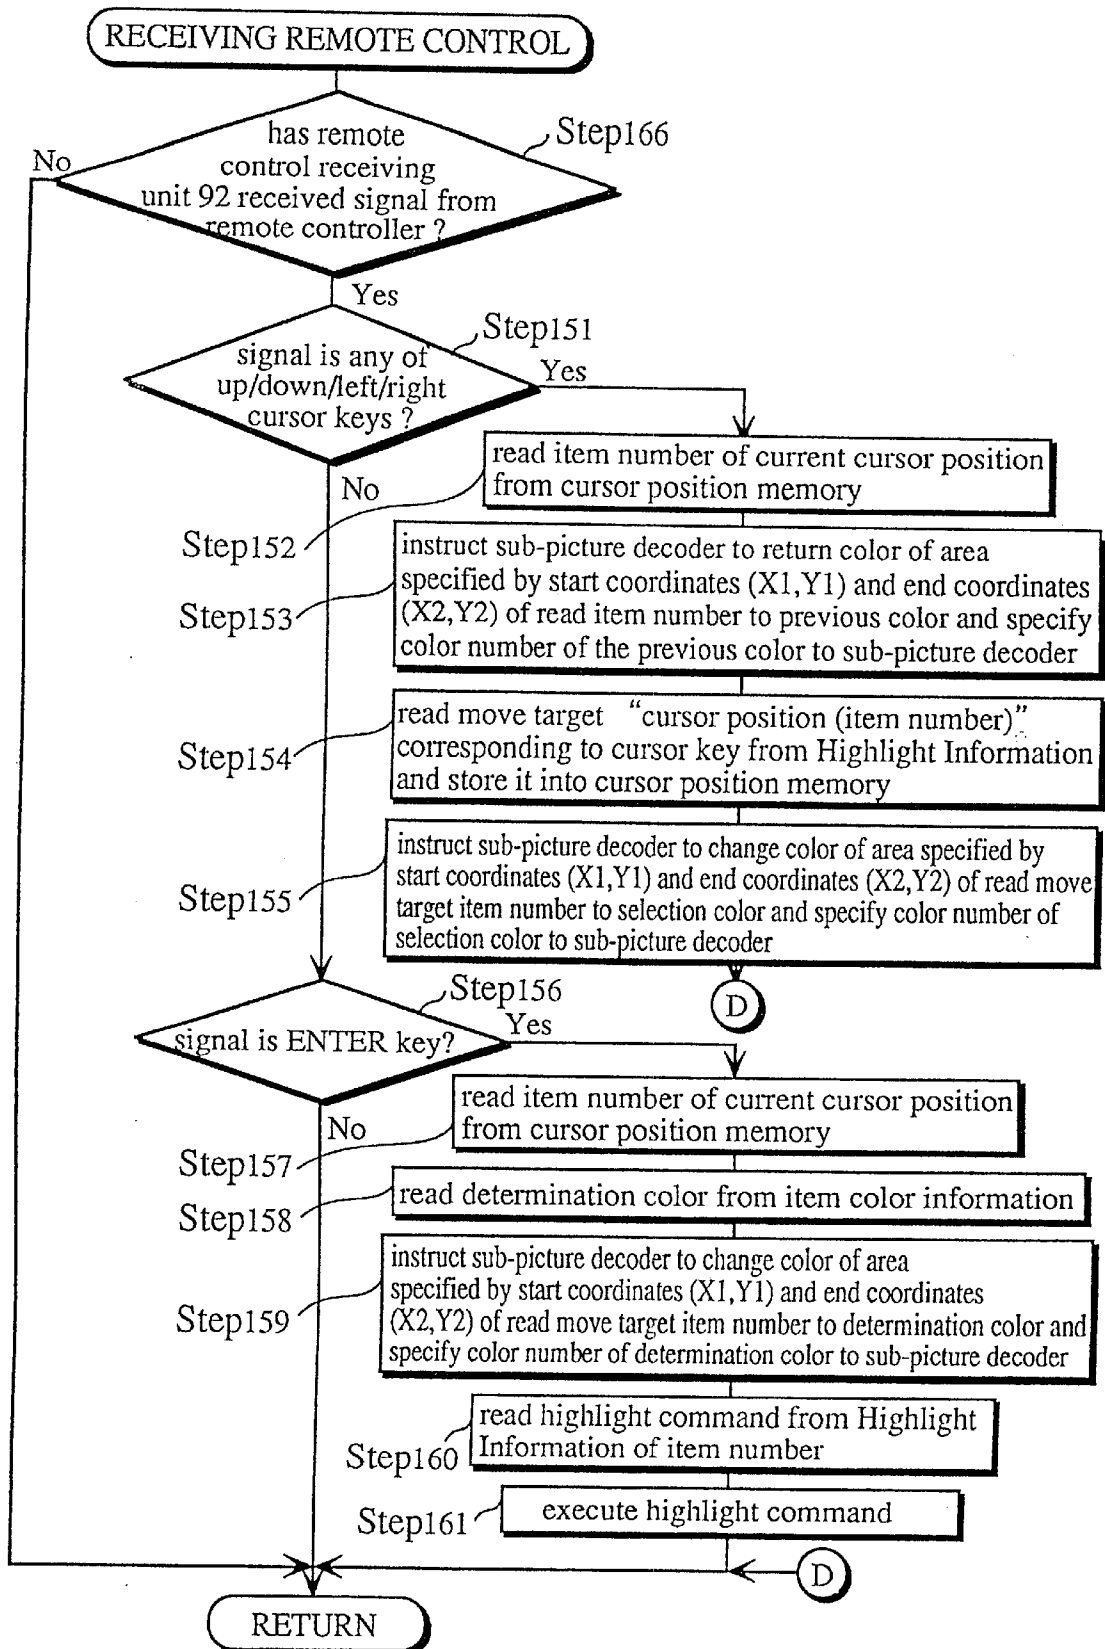 RECEIVING REMOTE CONTROL
has remote
control receiving
unit 92 received signal from
remote controller ?
Step166
No
Yes
signal is any of
up/down/left/right
cursor keys ?
Step151
Yes
No
read item number of current cursor position
from cursor position memory
Step152
instruct sub-picture decoder to return color of area
specified by start coordinates (X1,Y1) and end coordinates
(X2,Y2) of read item number to previous color and specify
color number of the previous color to sub-picture decoder
Step153
read move target “cursor position (item number)”
corresponding to cursor key from Highlight Information
and store it into cursor position memory
Step154
instruct sub-picture decoder to change color of area specified by
start coordinates (X1,Y1) and end coordinates (X2,Y2) of read move
target item number to selection color and specify color number of
selection color to sub-picture decoder
Step155
D
signal is ENTER key?
Step156
Yes
No
read item number of current cursor position
from cursor position memory
Step157
read determination color from item color information
Step158
instruct sub-picture decoder to change color of area
specified by start coordinates (X1,Y1) and end coordinates
(X2,Y2) of read move target item number to determination color and
specify color number of determination color to sub-picture decoder
Step159
read highlight command from Highlight
Information of item number
Step160
execute highlight command
Step161
D
RETURN